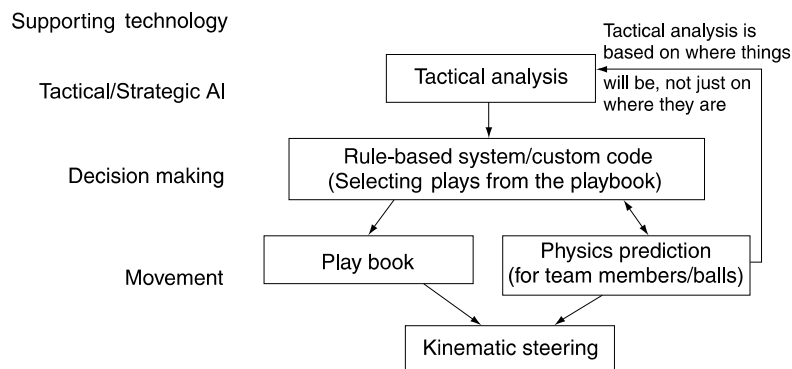 Supporting technology
Tactical analysis is
based on where things
will be, not just on
where they are
Tactical/Strategic AI
Tactical analysis
Decision making
Rule-based system/custom code
(Selecting plays from the playbook)
Movement
Play book
Physics prediction
(for team members/balls)
Kinematic steering